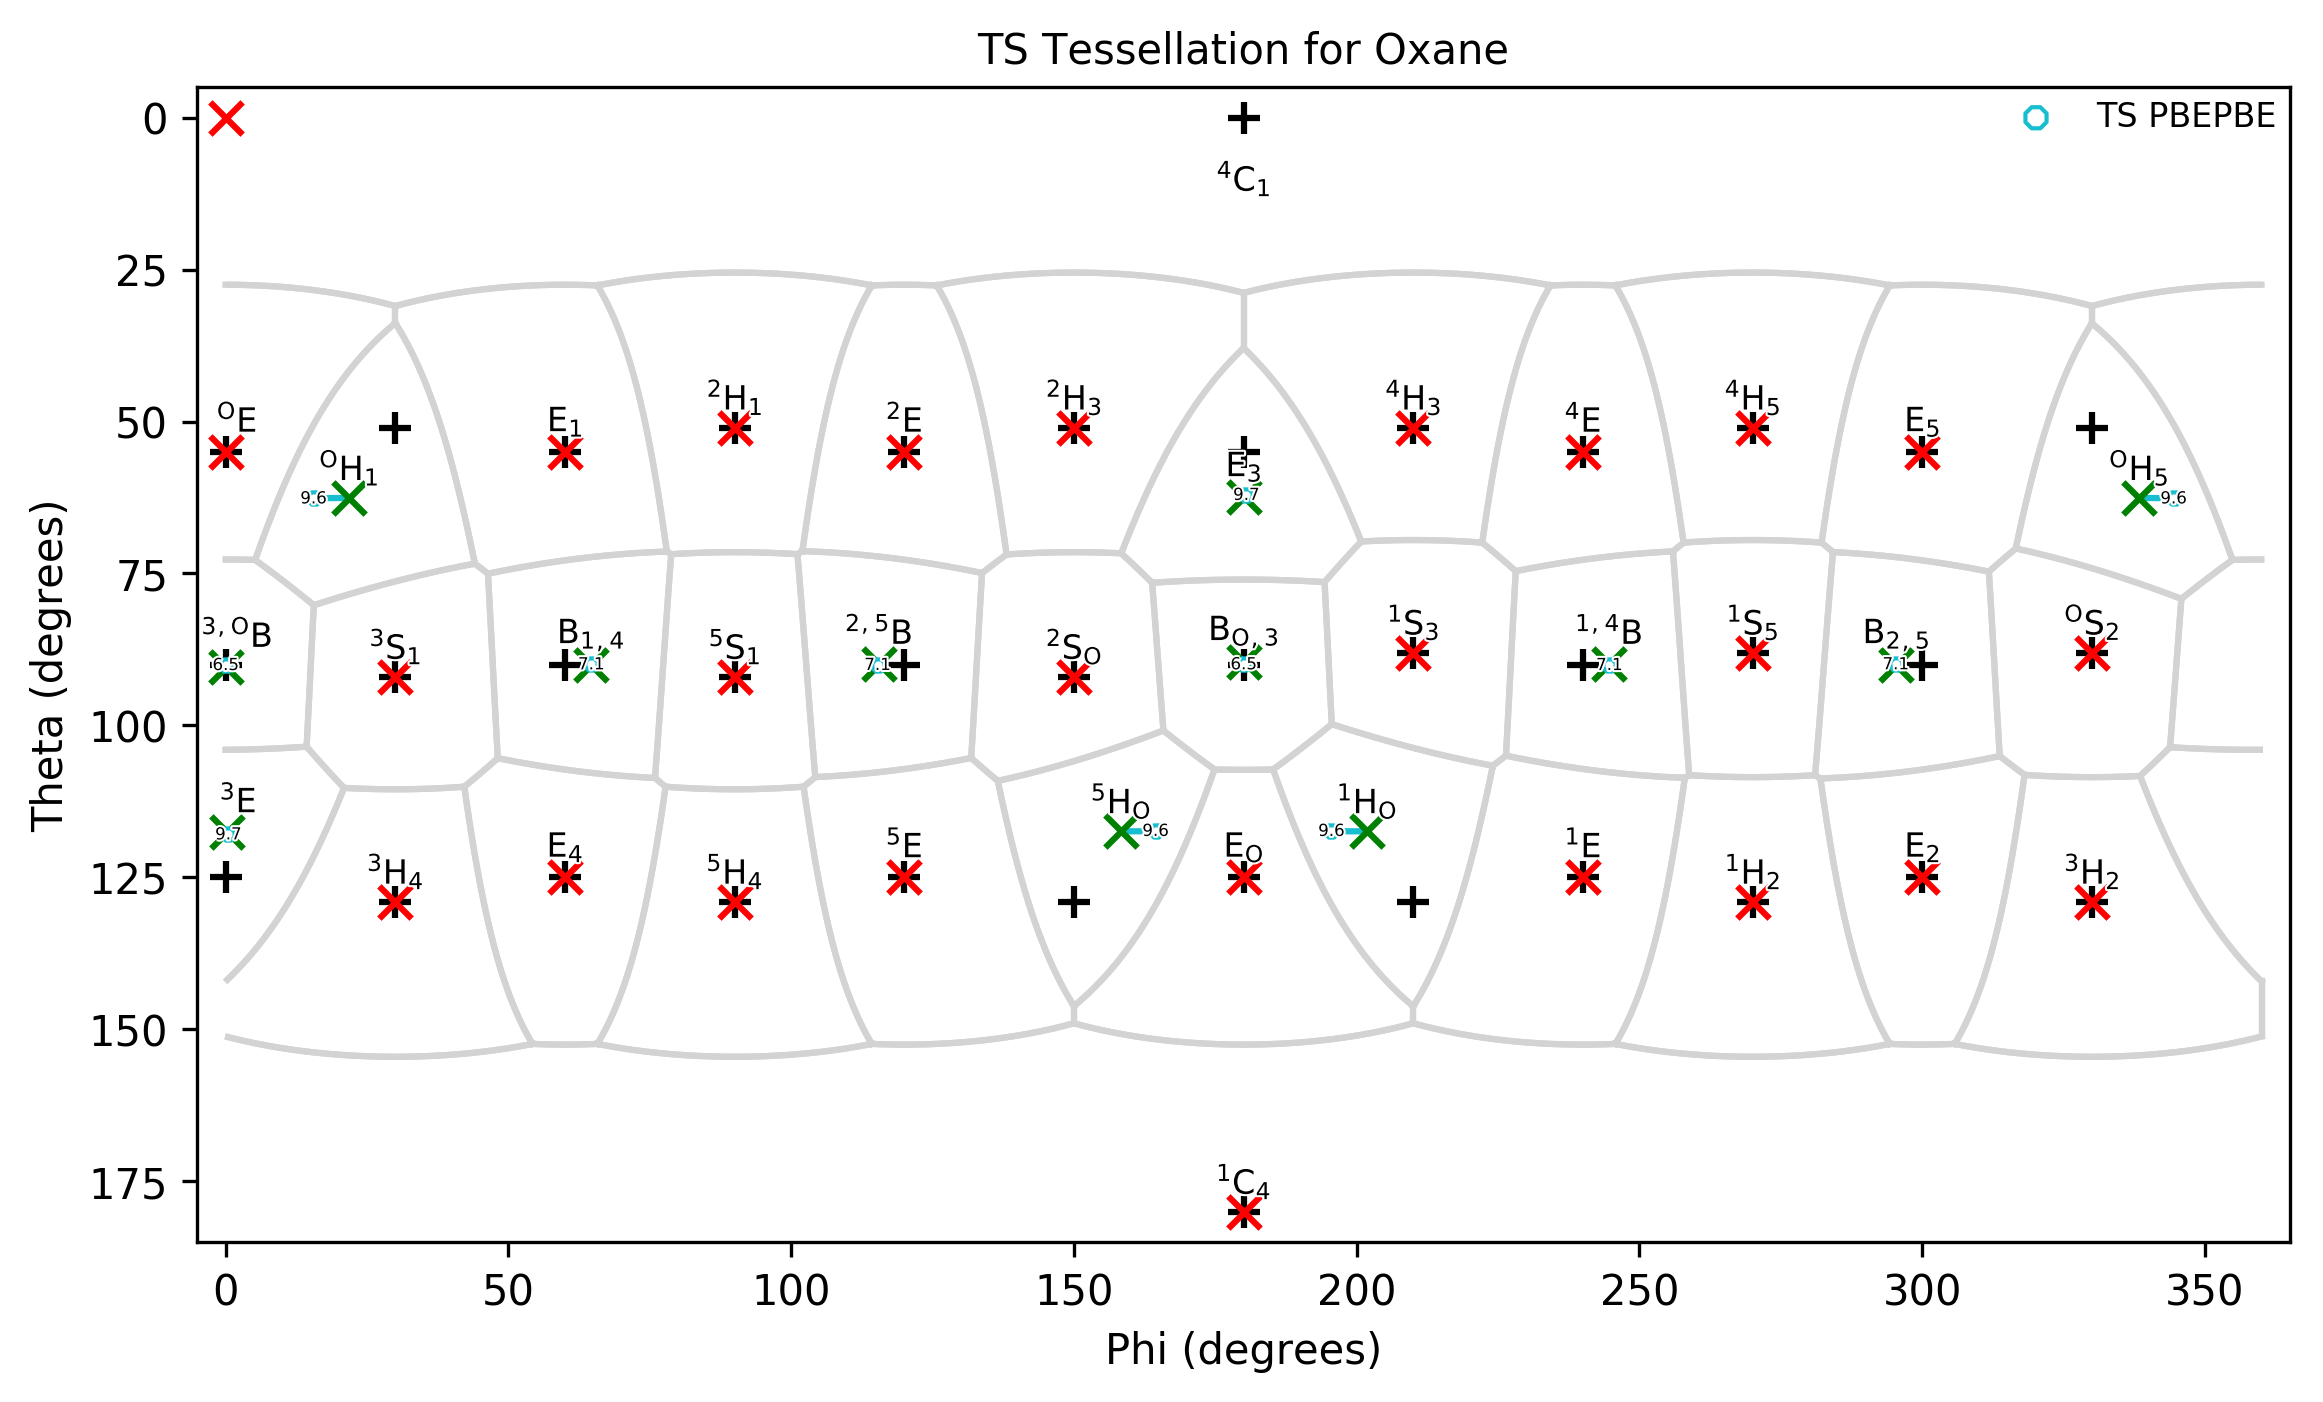 TS Tessellation for Oxane
TS PBEPBE
⁴C₁
ᴼE E₁ ²H₁ ²E ²H₃ ⁴H₃ ⁴E ⁴H₅ E₅
ᴼH₁ E₃ ᴼH₅
9.6 9.7 9.6
³,ᴼB ³S₁ B₁,₄ ⁵S₁ ²,⁵B ²Sₒ Bₒ,₃ ¹S₃ ¹,⁴B ¹S₅ B₂,₅ ᴼS₂
6.5 7.1 7.1 6.5 7.1 7.1
³E ⁵Hₒ ¹Hₒ
9.7 9.6 9.6
³H₄ E₄ ⁵H₄ ⁵E Eₒ ¹E ¹H₂ E₂ ³H₂
¹C₄
0
25
50
75
100
125
150
175
Theta (degrees)
0 50 100 150 200 250 300 350
Phi (degrees)